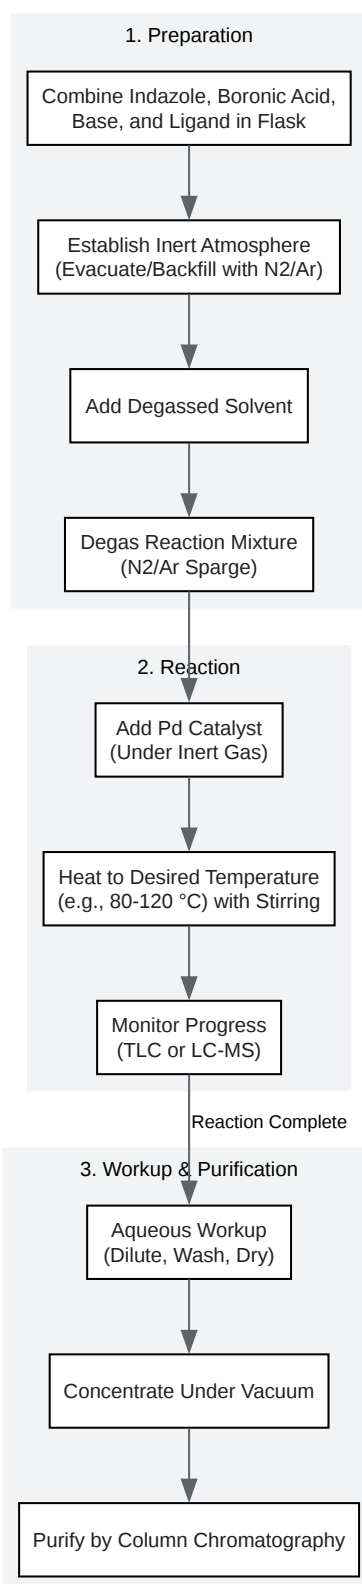 1. Preparation
Combine Indazole, Boronic Acid,
Base, and Ligand in Flask
Establish Inert Atmosphere
(Evacuate/Backfill with N2/Ar)
Add Degassed Solvent
Degas Reaction Mixture
(N2/Ar Sparge)
2. Reaction
Add Pd Catalyst
(Under Inert Gas)
Heat to Desired Temperature
(e.g., 80-120 °C) with Stirring
Monitor Progress
(TLC or LC-MS)
Reaction Complete
3. Workup & Purification
Aqueous Workup
(Dilute, Wash, Dry)
Concentrate Under Vacuum
Purify by Column Chromatography